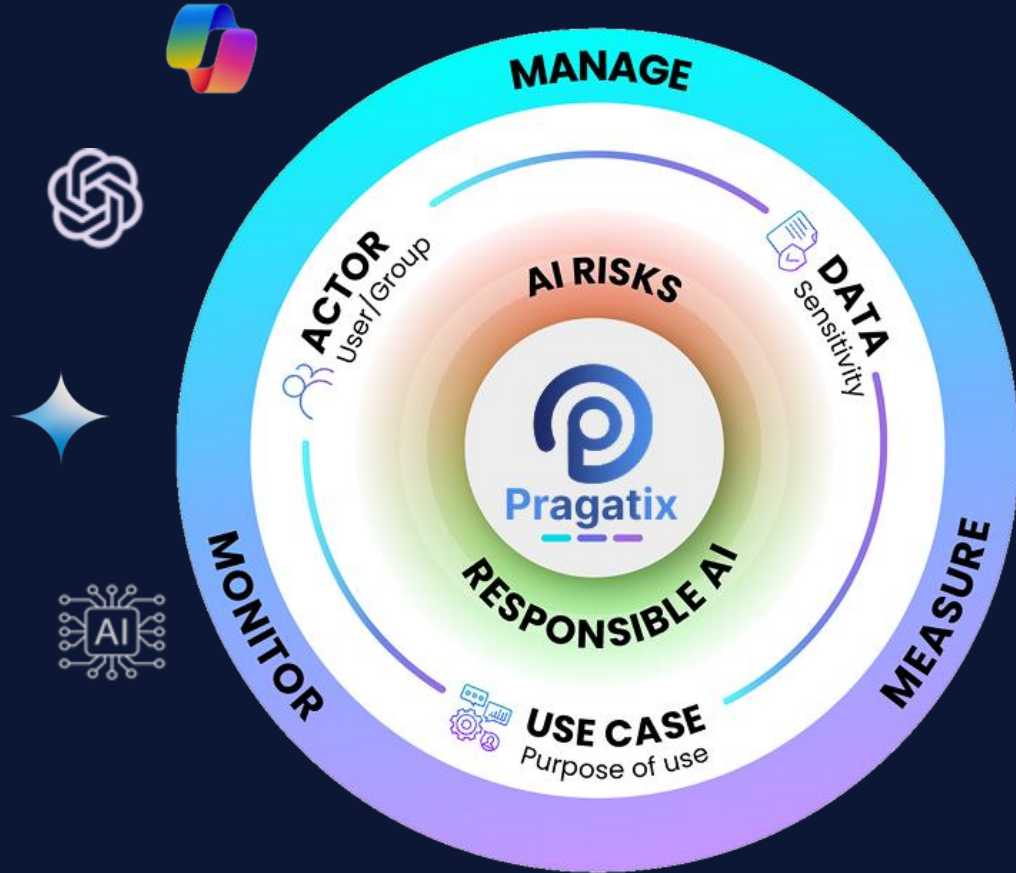 MANAGE
ACTOR
User/Group
DATA
Sensitivity
AI RISKS
Pragatix
RESPONSIBLE AI
MONITOR
MEASURE
AI
USE CASE
Purpose of use